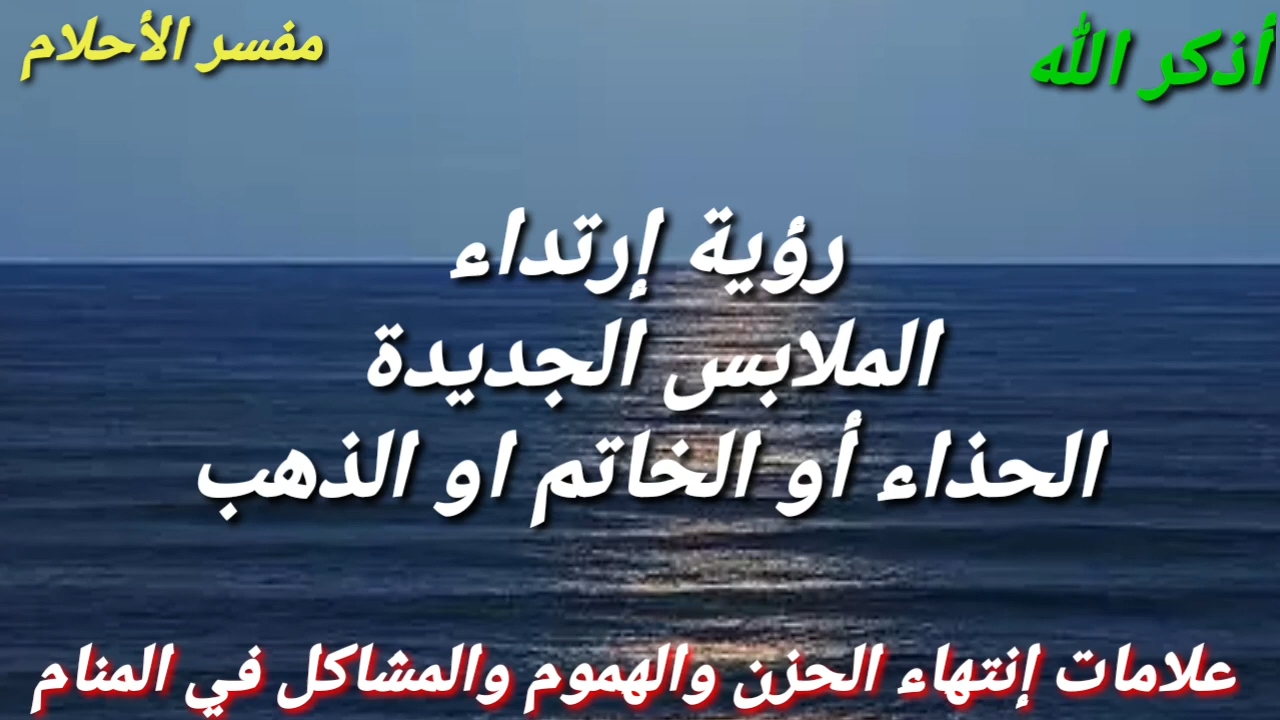 أذكر الله
مفسر الأحلام
رؤية إرتداء
الملابس الجديدة
الحذاء أو الخاتم او الذهب
علامات إنتهاء الحزن والهموم والمشاكل في المنام